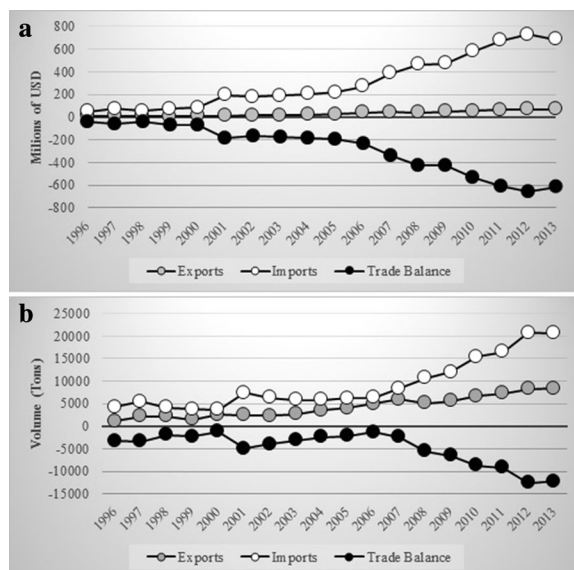 a
800
600
400
200
0
-200
-400
-600
-800
Milions of USD
1996 1997 1998 1999 2000 2001 2002 2003 2004 2005 2006 2007 2008 2009 2010 2011 2012 2013
Exports Imports Trade Balance
b
25000
20000
15000
10000
5000
0
-5000
-10000
-15000
Volume (Tons)
1996 1997 1998 1999 2000 2001 2002 2003 2004 2005 2006 2007 2008 2009 2010 2011 2012 2013
Exports Imports Trade Balance